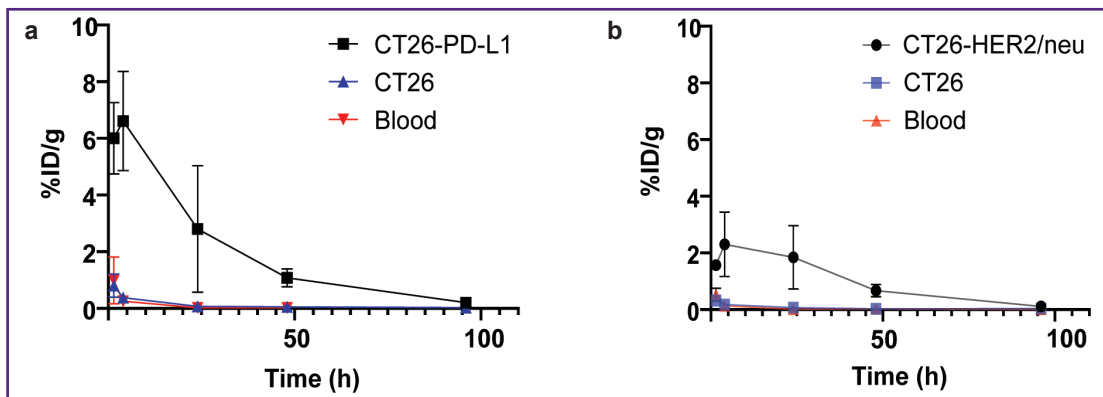 a
10
8
6
4
2
0
%ID/g
CT26-PD-L1
CT26
Blood
50
100
Time (h)
b
10
8
6
4
2
0
%ID/g
CT26-HER2/neu
CT26
Blood
50
100
Time (h)